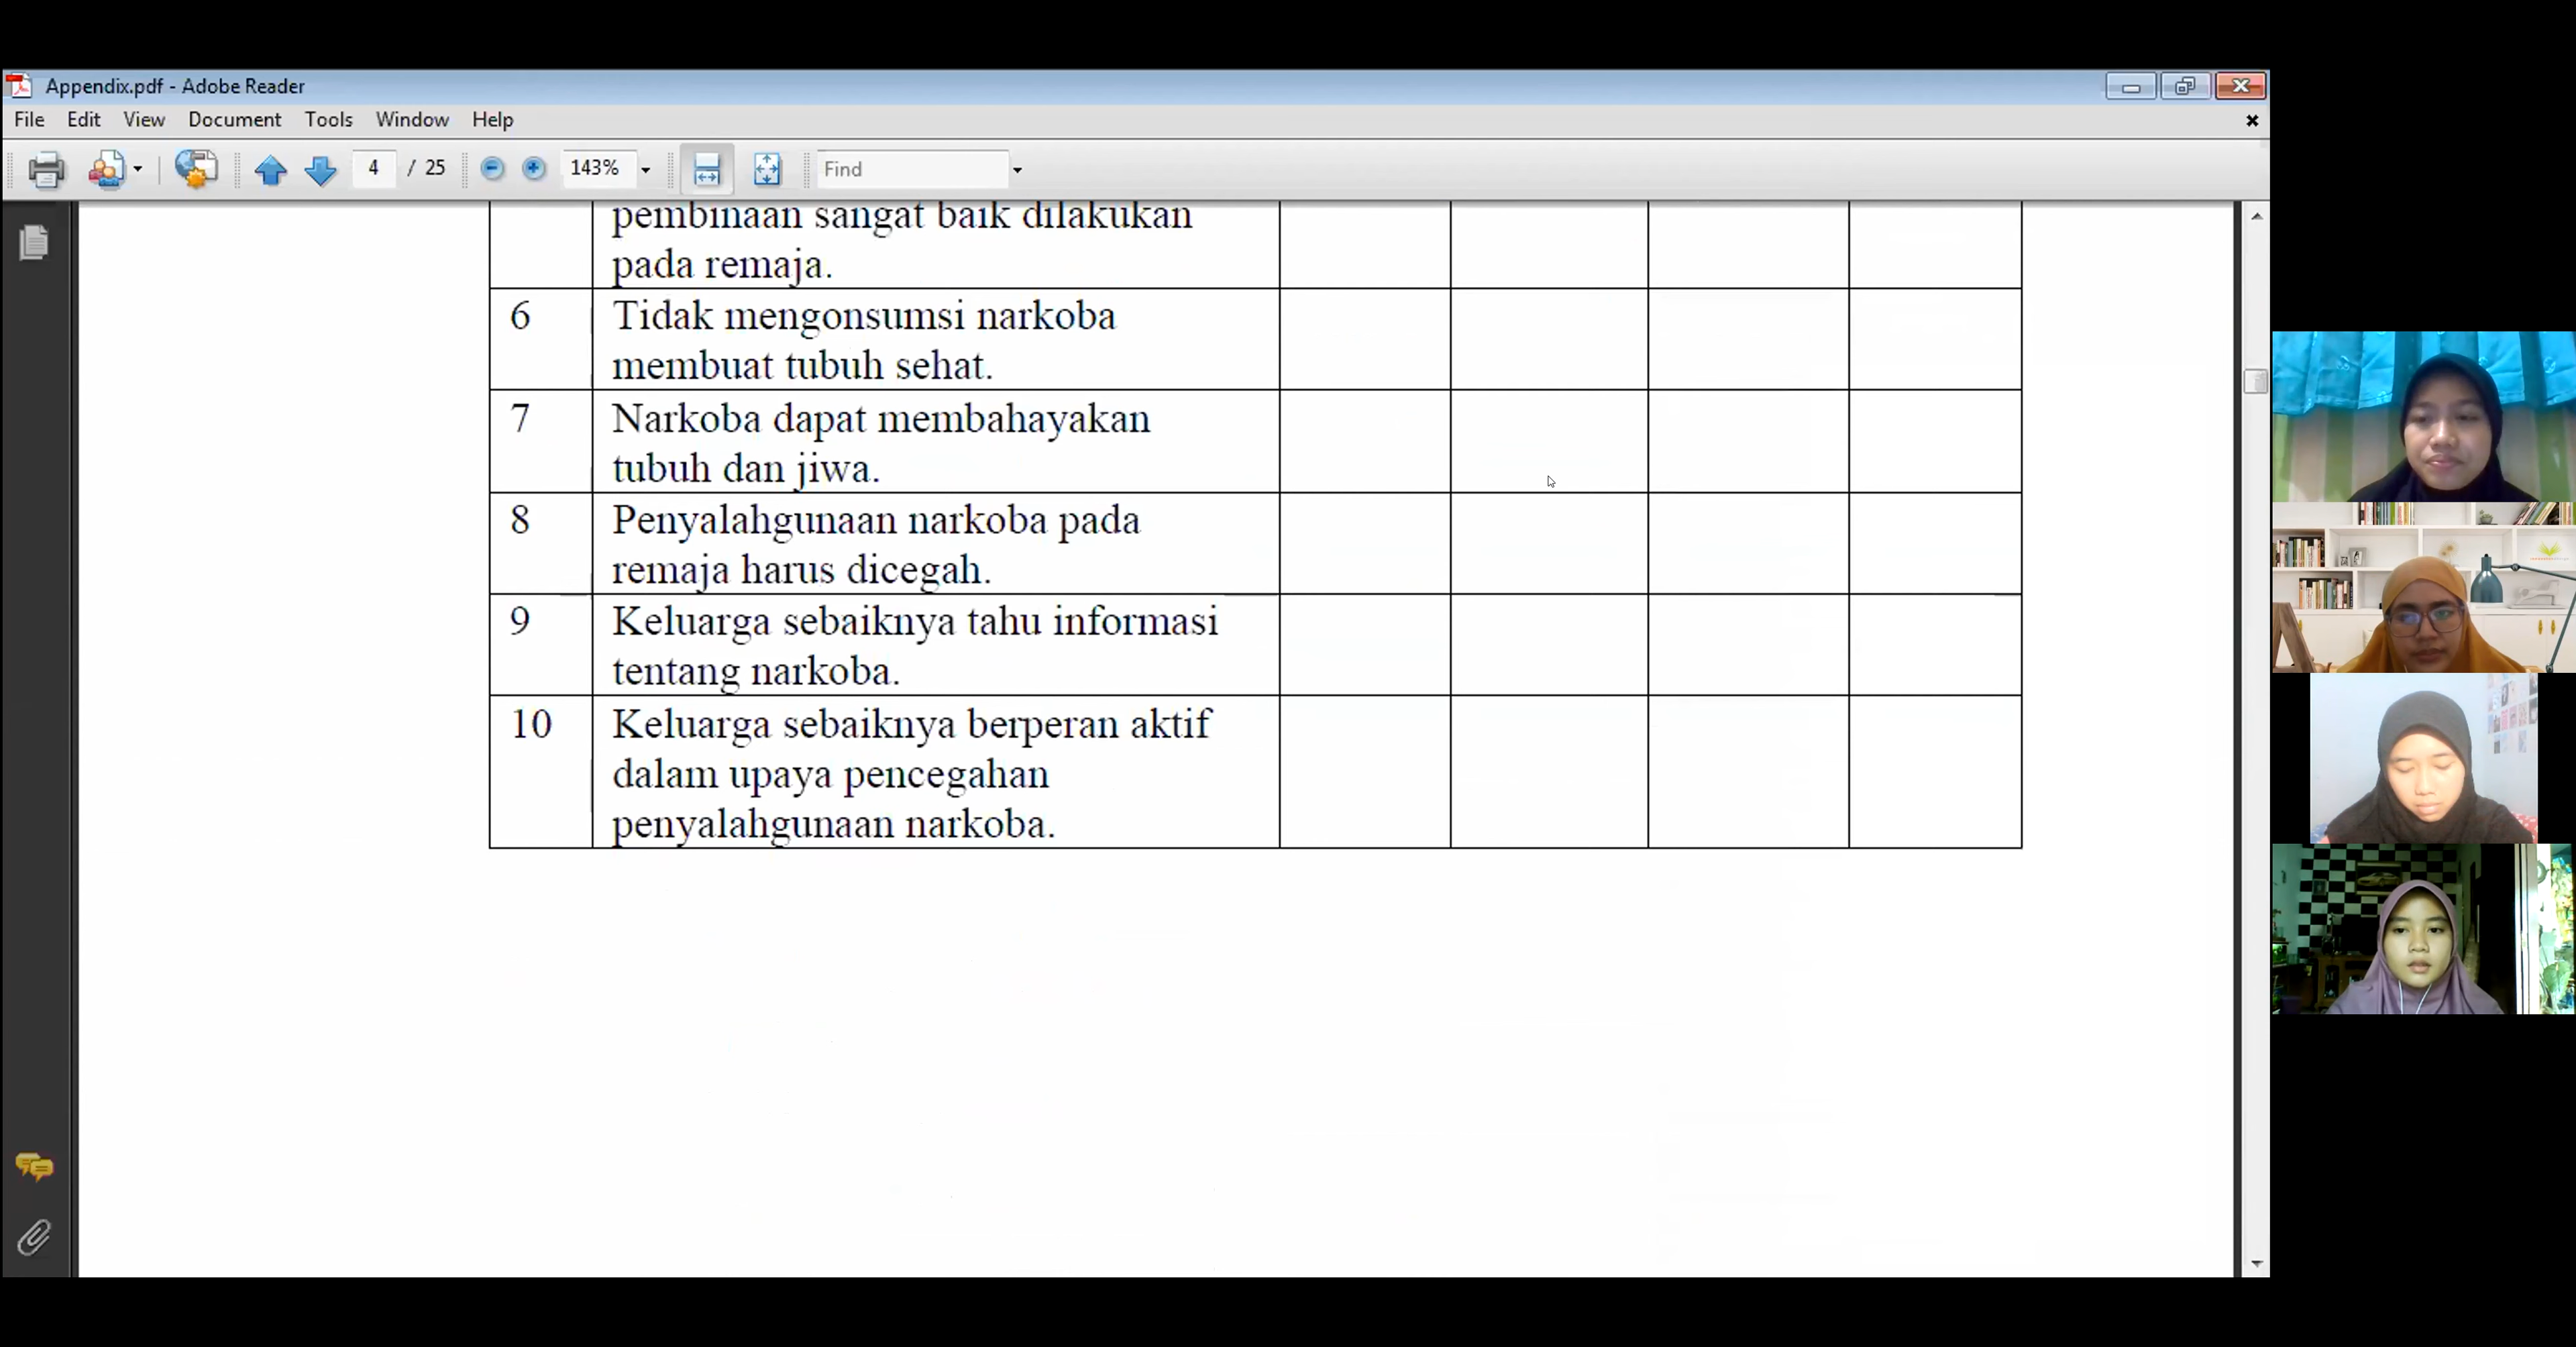 Appendix.pdf - Adobe Reader
File Edit View Document Tools Window Help
4 / 25 143% Find
pembinaan sangat baik dilakukan
pada remaja.
6 Tidak mengonsumsi narkoba
membuat tubuh sehat.
7 Narkoba dapat membahayakan
tubuh dan jiwa.
8 Penyalahgunaan narkoba pada
remaja harus dicegah.
9 Keluarga sebaiknya tahu informasi
tentang narkoba.
10 Keluarga sebaiknya berperan aktif
dalam upaya pencegahan
penyalahgunaan narkoba.